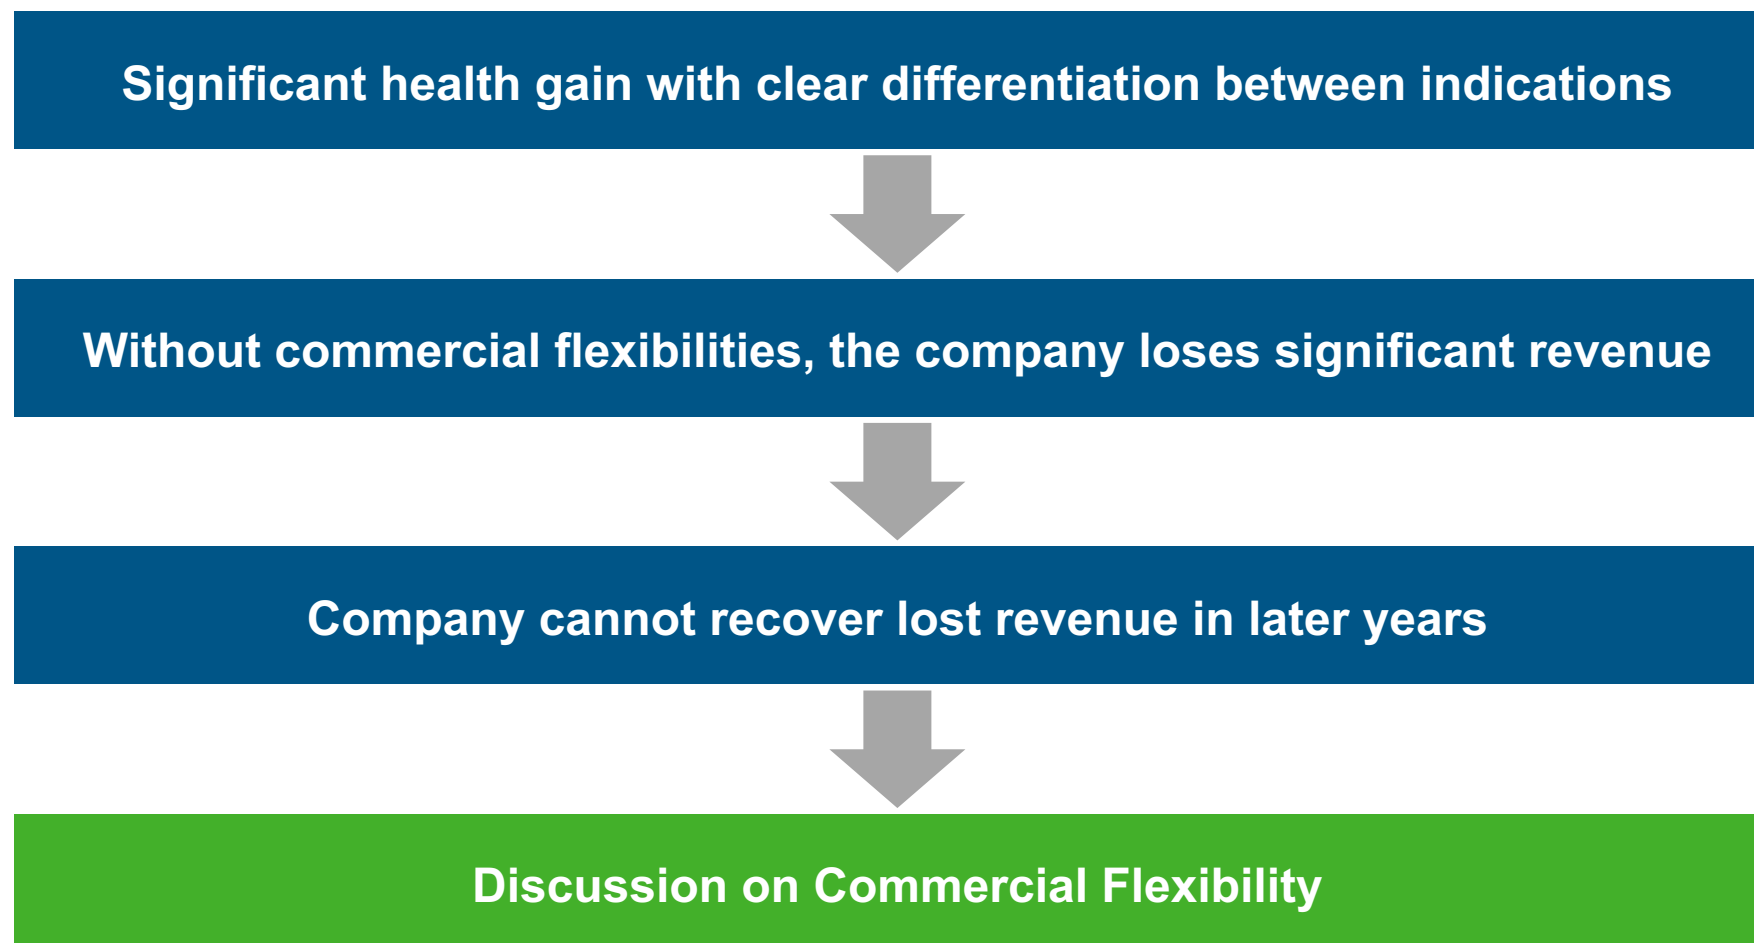 Significant health gain with clear differentiation between indications
Without commercial flexibilities, the company loses significant revenue
Company cannot recover lost revenue in later years
Discussion on Commercial Flexibility